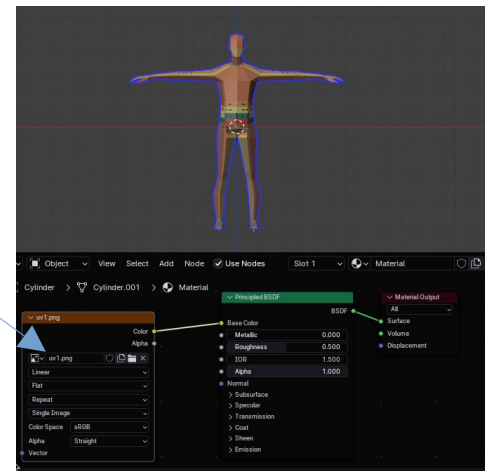 Object View Select Add Node Use Nodes Slot 1 Material
Cylinder > Cylinder.001 > Material
uv1.png
Color
Alpha
uv1.png
Linear
Flat
Repeat
Single Image
Color Space sRGB
Alpha Straight
Vector
Principled BSDF
BSDF
Base Color
Metallic 0.000
Roughness 0.500
IOR 1.500
Alpha 1.000
Normal
> Subsurface
> Specular
> Transmission
> Coat
> Sheen
> Emission
Material Output
All
Surface
Volume
Displacement